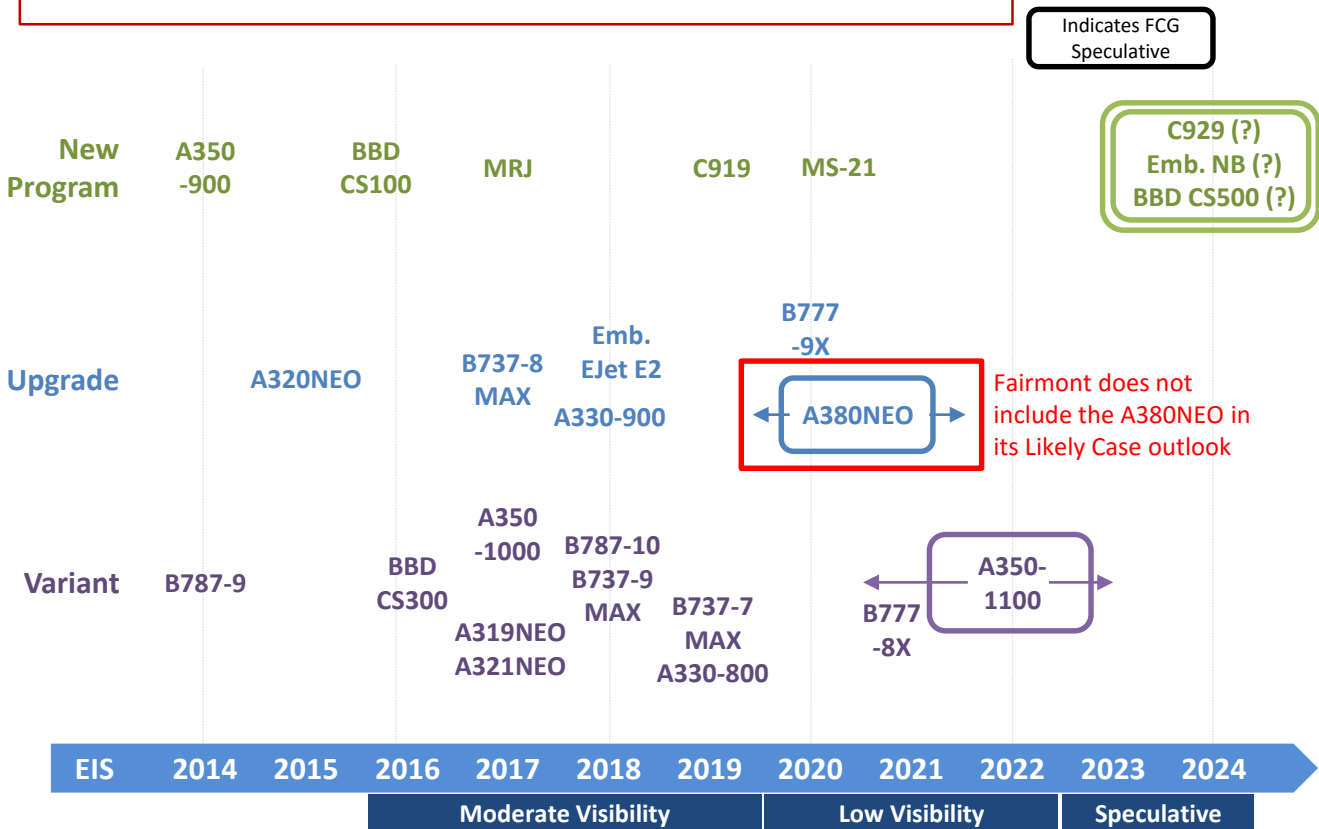 Indicates FCG
Speculative
New
Program
A350
-900
BBD
CS100
MRJ
C919
MS-21
C929 (?)
Emb. NB (?)
BBD CS500 (?)
Upgrade
A320NEO
B737-8
MAX
Emb.
EJet E2
A330-900
B777
-9X
A380NEO
Fairmont does not
include the A380NEO in
its Likely Case outlook
Variant
B787-9
BBD
CS300
A350
-1000
A319NEO
A321NEO
B787-10
B737-9
MAX
B737-7
MAX
A330-800
B777
-8X
A350-
1100
EIS 2014 2015 2016 2017 2018 2019 2020 2021 2022 2023 2024
Moderate Visibility Low Visibility Speculative